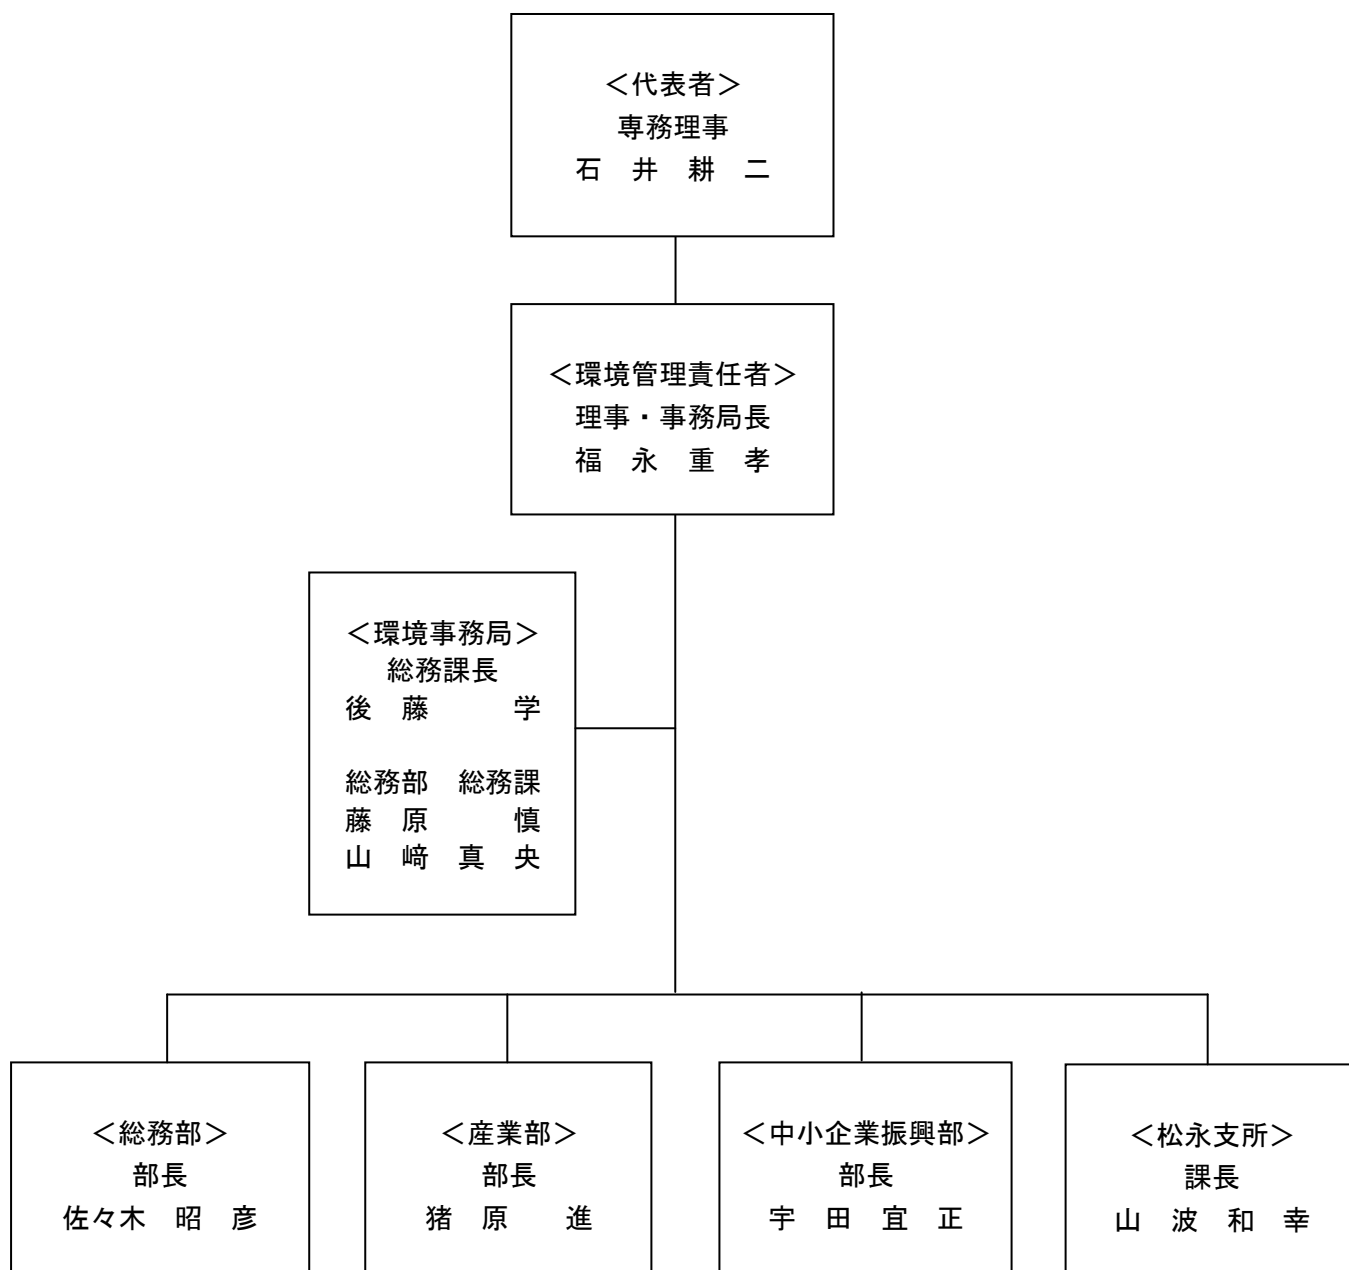 ＜代表者＞
専務理事
石　井　耕　二
＜環境管理責任者＞
理事・事務局長
福　永　重　孝
＜環境事務局＞
総務課長
後　藤　　　学
総務部　総務課
藤　原　　　慎
山　﨑　真　央
＜総務部＞
部長
佐々木　昭　彦
＜産業部＞
部長
猪　原　　進
＜中小企業振興部＞
部長
宇　田　宜　正
＜松永支所＞
課長
山　波　和　幸